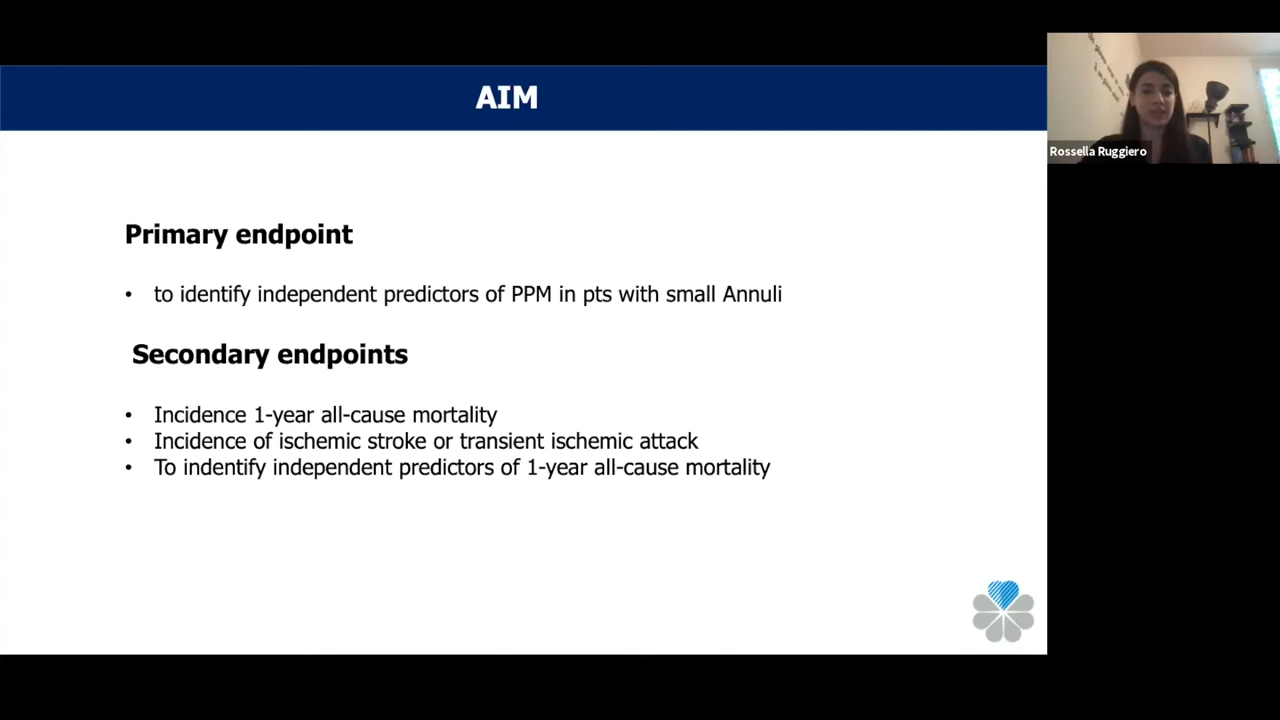 AIM
Primary endpoint
• to identify independent predictors of PPM in pts with small Annuli
Secondary endpoints
• Incidence 1-year all-cause mortality
• Incidence of ischemic stroke or transient ischemic attack
• To indentify independent predictors of 1-year all-cause mortality
Rossella Ruggiero